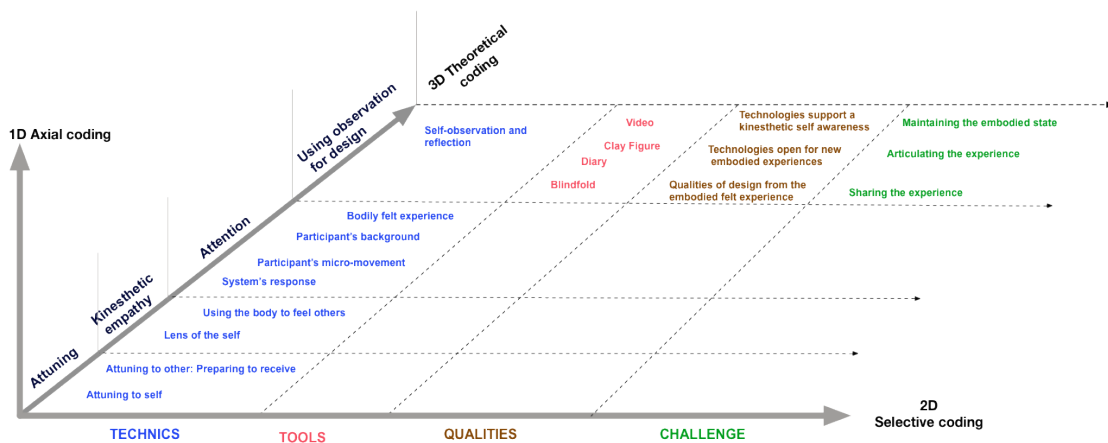 3D Theoretical
coding
1D Axial coding
Using observation
for design
Attention
Kinesthetic
empathy
Attuning
Self-observation and
reflection
Video
Clay Figure
Diary
Blindfold
Technologies support a
kinesthetic self awareness
Technologies open for new
embodied experiences
Qualities of design from the
embodied felt experience
Maintaining the embodied state
Articulating the experience
Sharing the experience
Bodily felt experience
Participant's background
Participant's micro-movement
System's response
Using the body to feel others
Lens of the self
Attuning to other: Preparing to receive
Attuning to self
2D
Selective coding
TECHNICS
TOOLS
QUALITIES
CHALLENGE